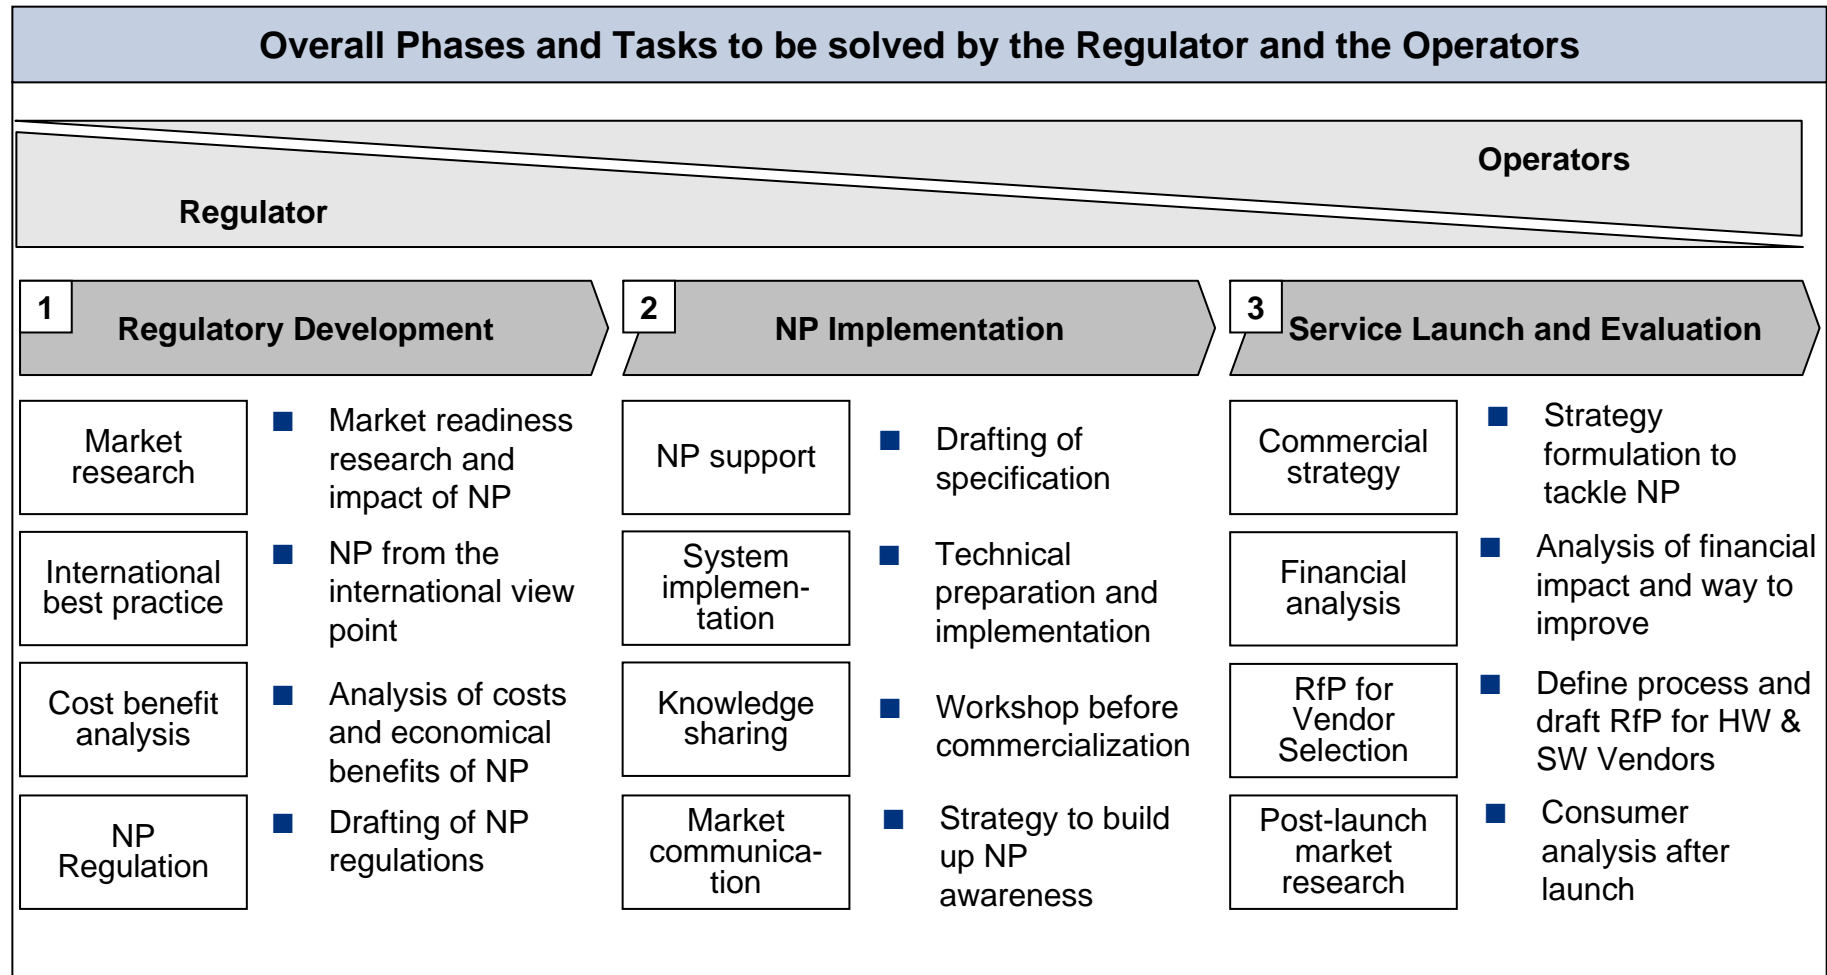 Overall Phases and Tasks to be solved by the Regulator and the Operators
Operators
Regulator
1
Regulatory Development
Market
research
Market readiness
research and
impact of NP
International
best practice
NP from the
international view
point
Cost benefit
analysis
Analysis of costs
and economical
benefits of NP
NP
Regulation
Drafting of NP
regulations
2
NP Implementation
NP support
Drafting of
specification
System
implemen-
tation
Technical
preparation and
implementation
Knowledge
sharing
Workshop before
commercialization
Market
communica-
tion
Strategy to build
up NP
awareness
3
Service Launch and Evaluation
Commercial
strategy
Strategy
formulation to
tackle NP
Financial
analysis
Analysis of financial
impact and way to
improve
RfP for
Vendor
Selection
Define process and
draft RfP for HW &
SW Vendors
Post-launch
market
research
Consumer
analysis after
launch